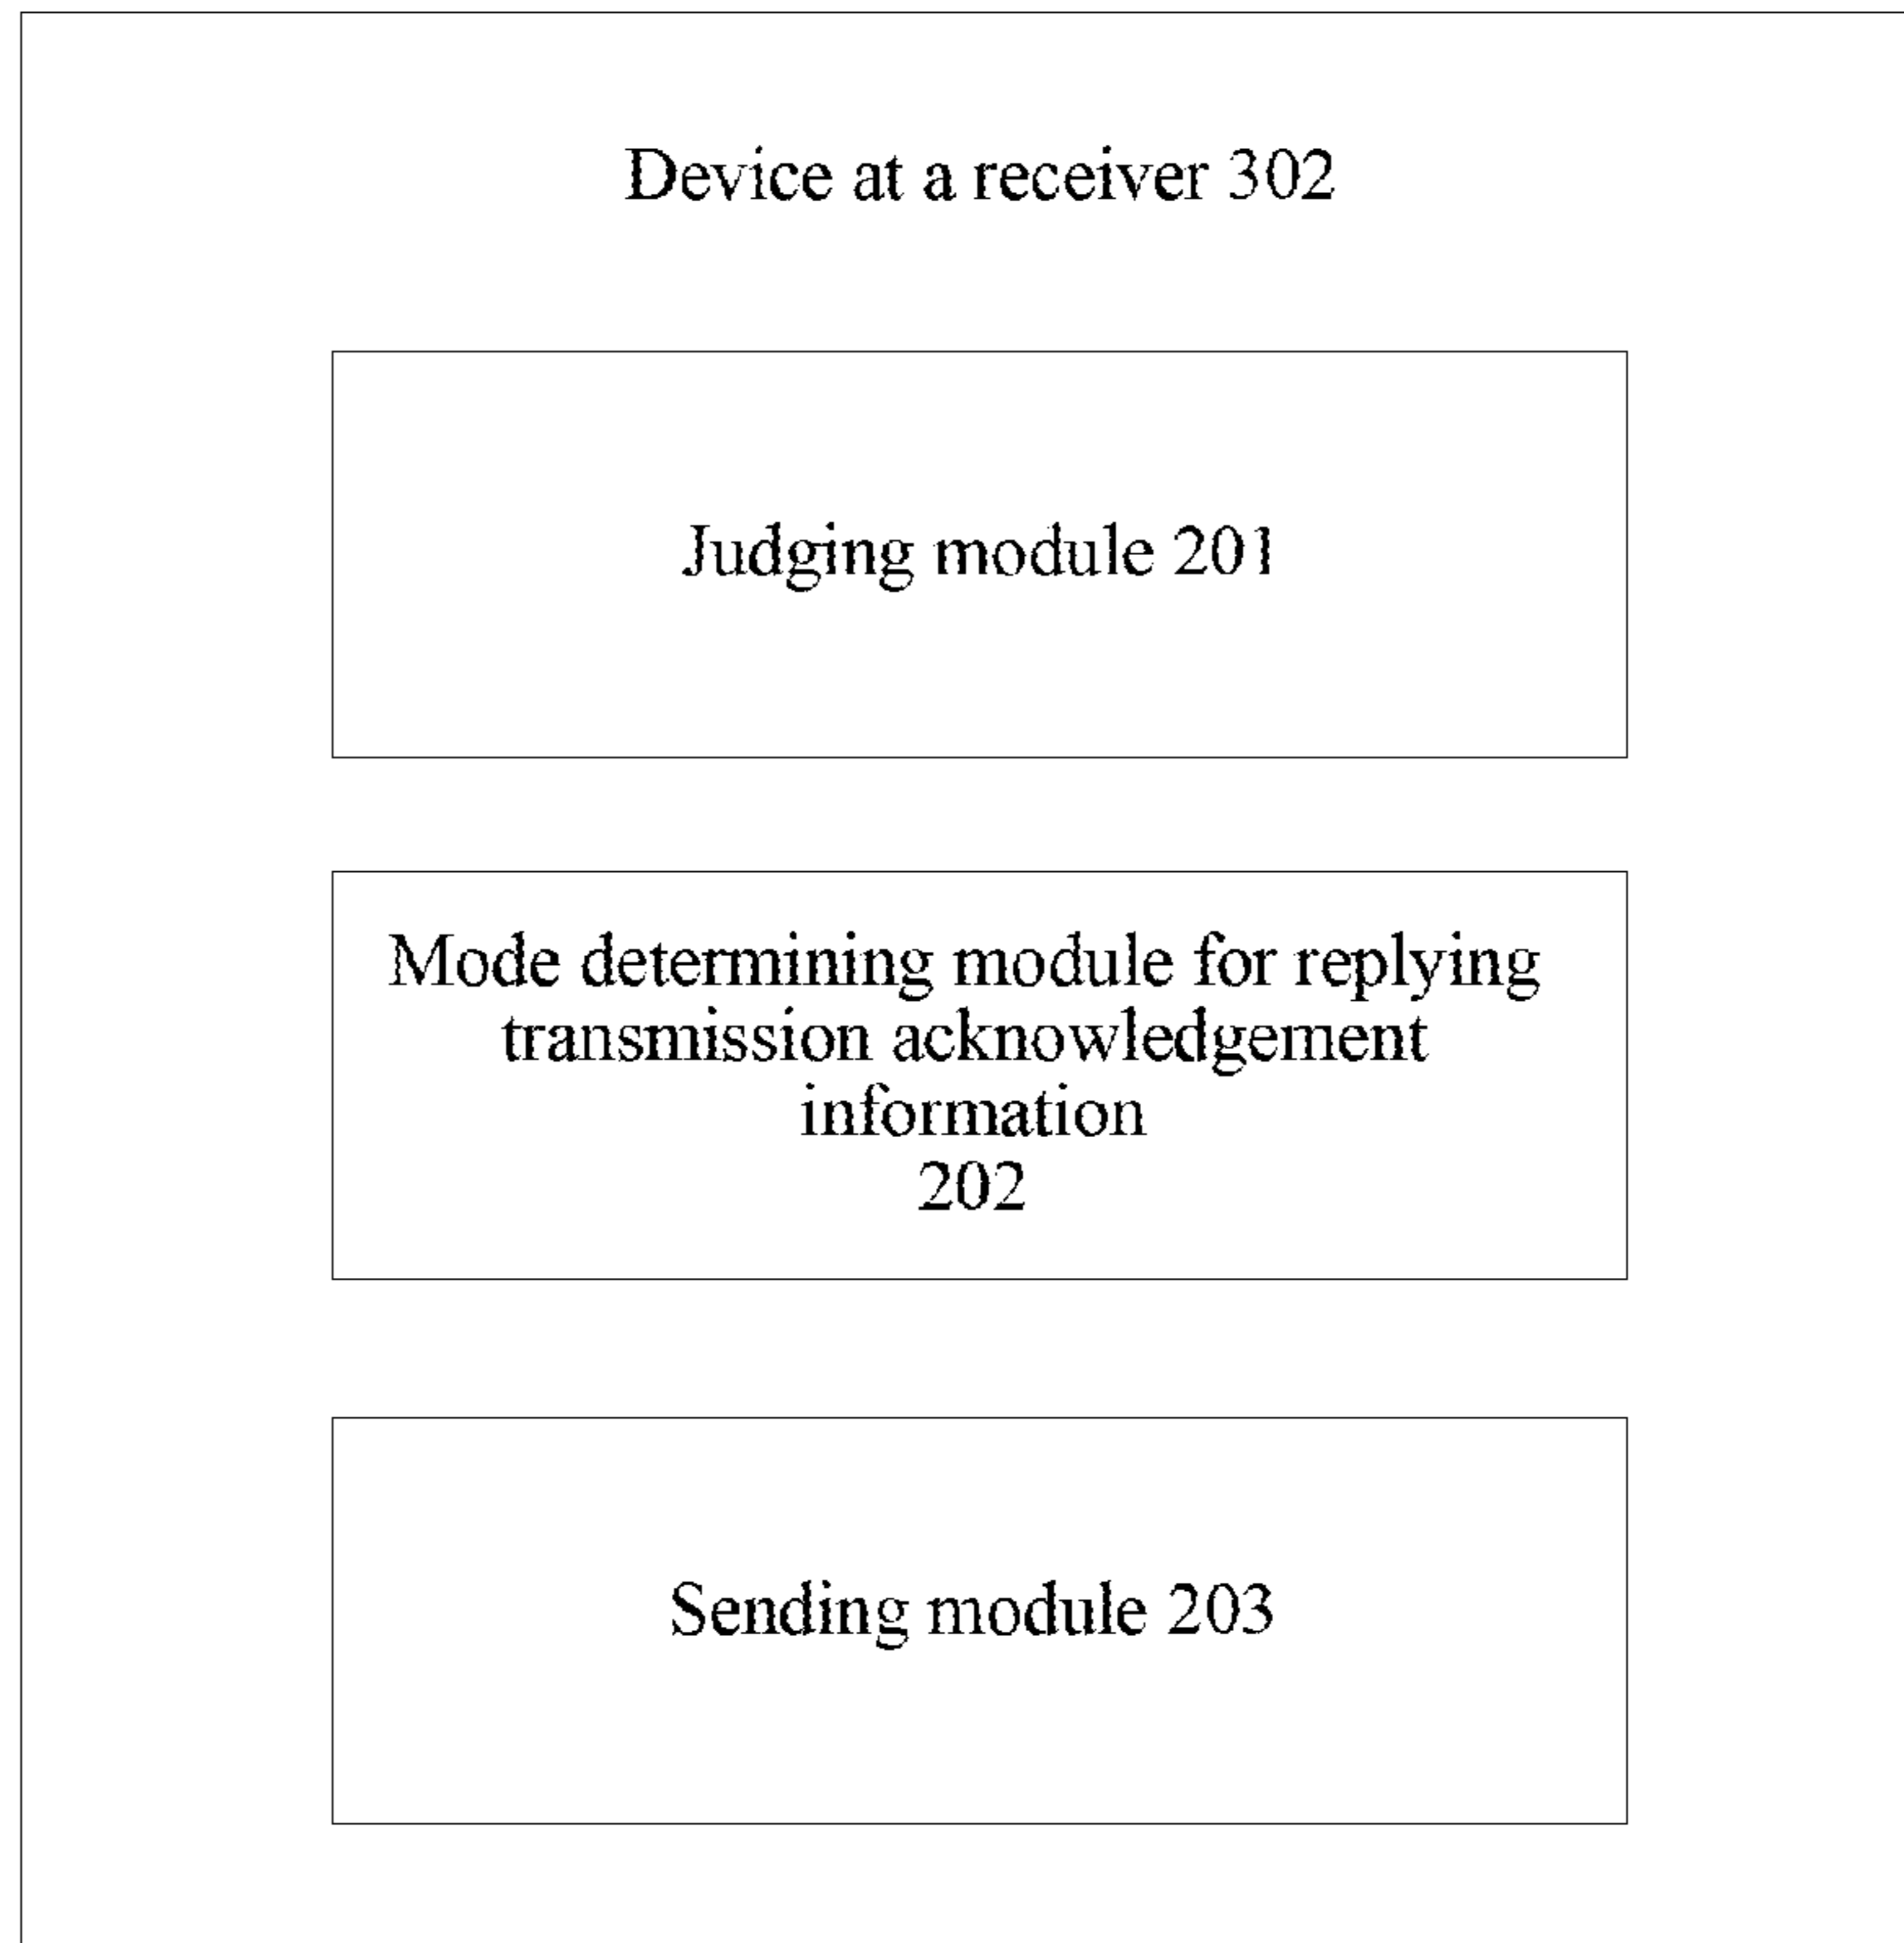 Device at a receiver 302
Judging module 201
Mode determining module for replying
transmission acknowledgement
information
202
Sending module 203